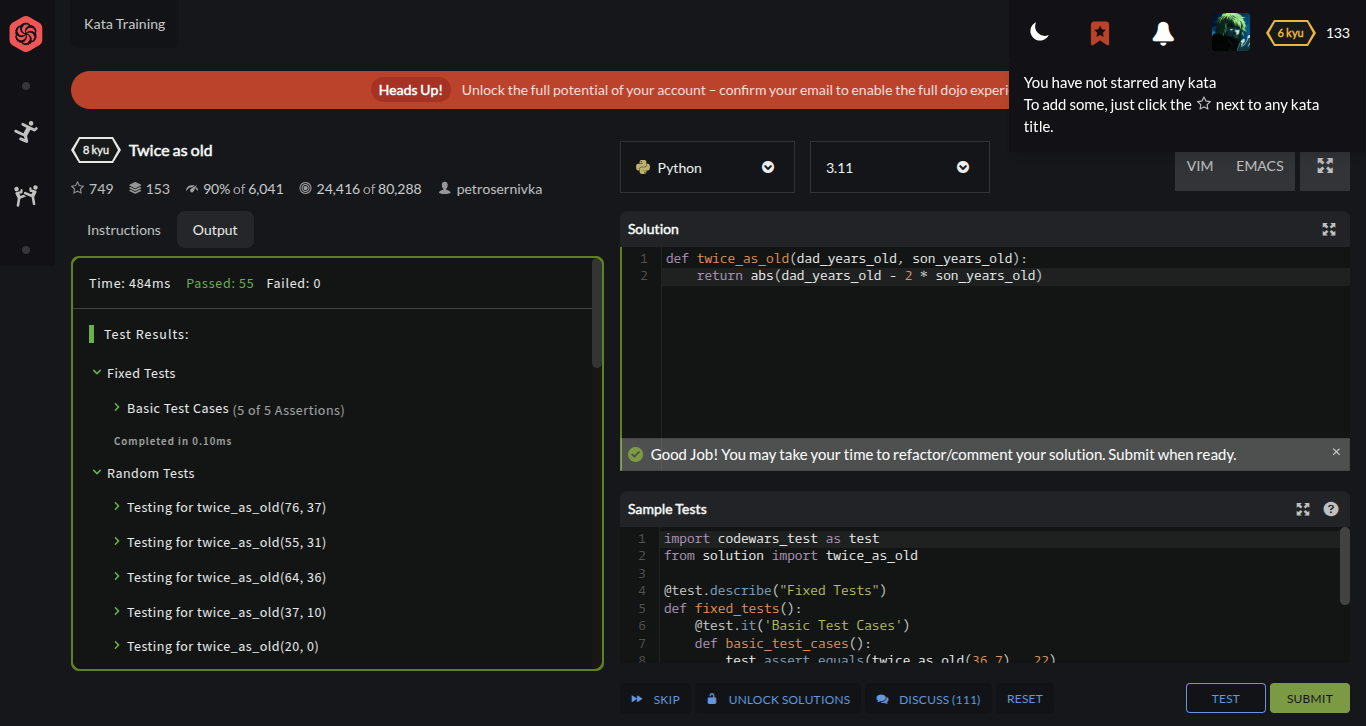 Kata Training
6 kyu 133
Heads Up! Unlock the full potential of your account – confirm your email to enable the full dojo experi
You have not starred any kata
To add some, just click the ☆ next to any kata
title.
8 kyu Twice as old
749 153 90% of 6,041 24,416 of 80,288 petrosernivka
Python 3.11 VIM EMACS
Instructions Output
Time: 484ms Passed: 55 Failed: 0
Test Results:
Fixed Tests
Basic Test Cases (5 of 5 Assertions)
Completed in 0.10ms
Random Tests
Testing for twice_as_old(76, 37)
Testing for twice_as_old(55, 31)
Testing for twice_as_old(64, 36)
Testing for twice_as_old(37, 10)
Testing for twice_as_old(20, 0)
Solution
1 def twice_as_old(dad_years_old, son_years_old):
2     return abs(dad_years_old - 2 * son_years_old)
Good Job! You may take your time to refactor/comment your solution. Submit when ready. ×
Sample Tests ?
1 import codewars_test as test
2 from solution import twice_as_old
3
4 @test.describe("Fixed Tests")
5 def fixed_tests():
6     @test.it('Basic Test Cases')
7     def basic_test_cases():
8         test.assert_equals(twice_as_old(36,7) , 22)
SKIP UNLOCK SOLUTIONS DISCUSS (111) RESET TEST SUBMIT